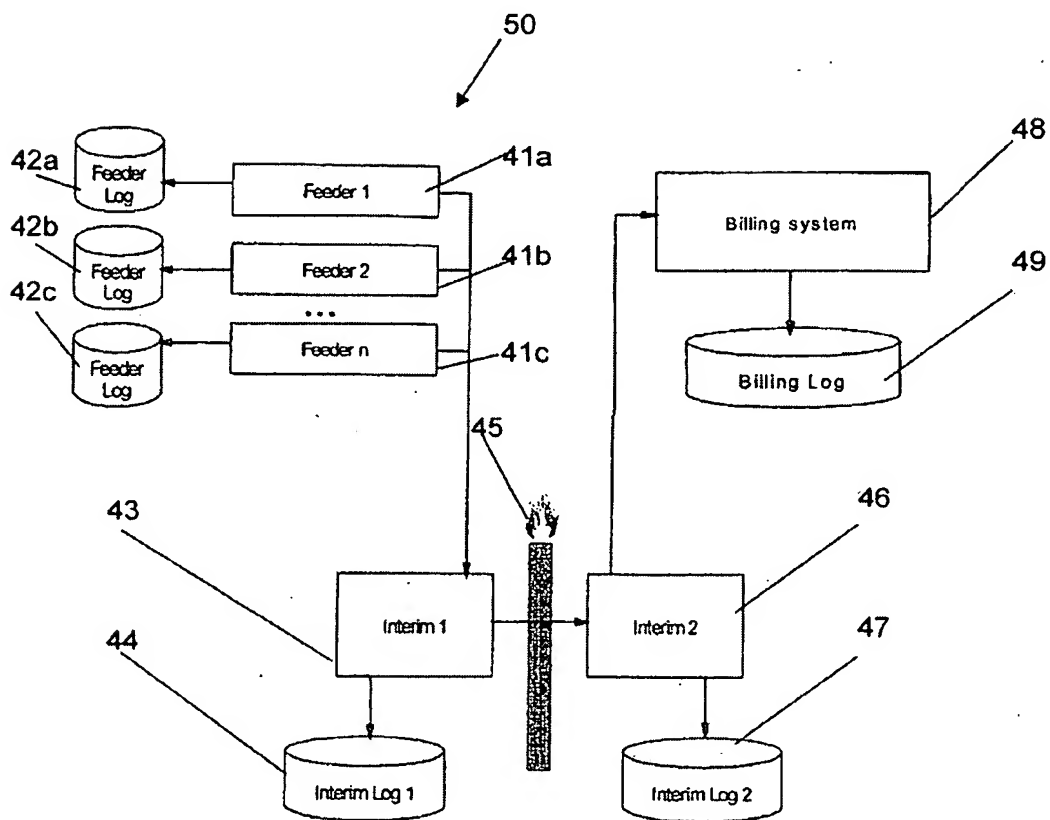 50
42a
Feeder
Log
Feeder 1
41a
42b
Feeder
Log
Feeder 2
41b
42c
...
Feeder
Log
Feeder n
41c
48
Billing system
49
Billing Log
45
43
Interim 1
46
Interim 2
44
Interim Log 1
47
Interim Log 2